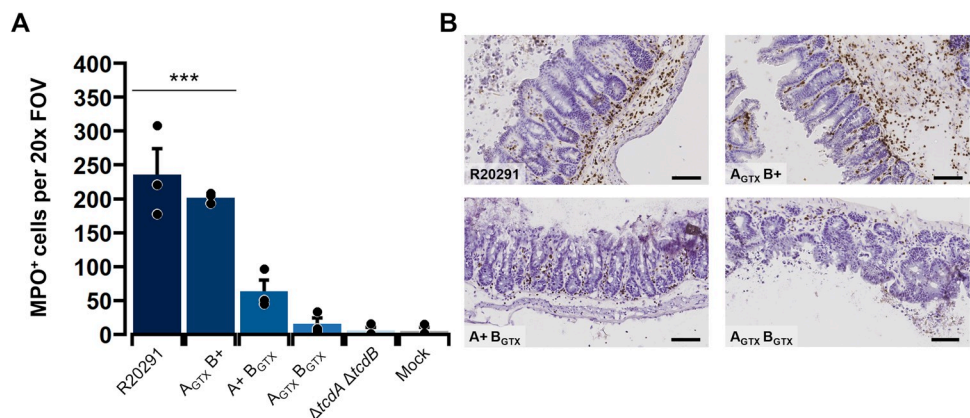 A
MPO⁺ cells per 20x FOV
400
350
300
250
200
150
100
50
0
***
R20291
A_GTX B+
A+ B_GTX
A_GTX B_GTX
ΔtcdA ΔtcdB
Mock
B
R20291
A_GTX B+
A+ B_GTX
A_GTX B_GTX